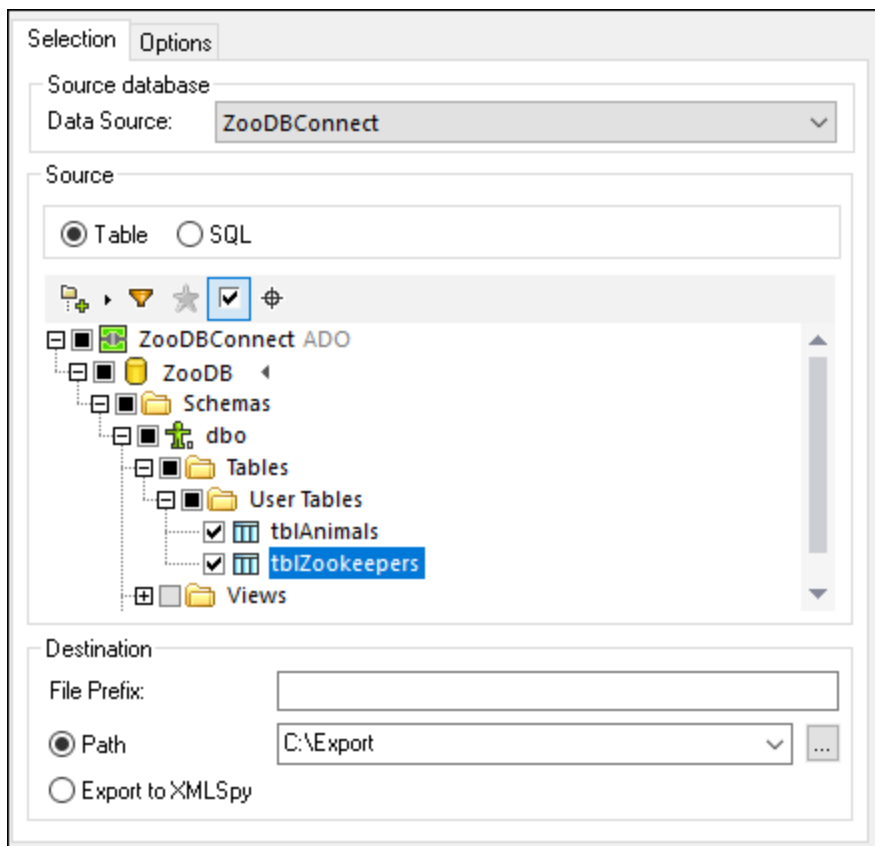 Selection Options
Source database
Data Source: ZooDBConnect
Source
Table SQL
ZooDBConnect ADO
ZooDB
Schemas
dbo
Tables
User Tables
tblAnimals
tblZookeepers
Views
Destination
File Prefix:
Path C:\Export ...
Export to XMLSpy